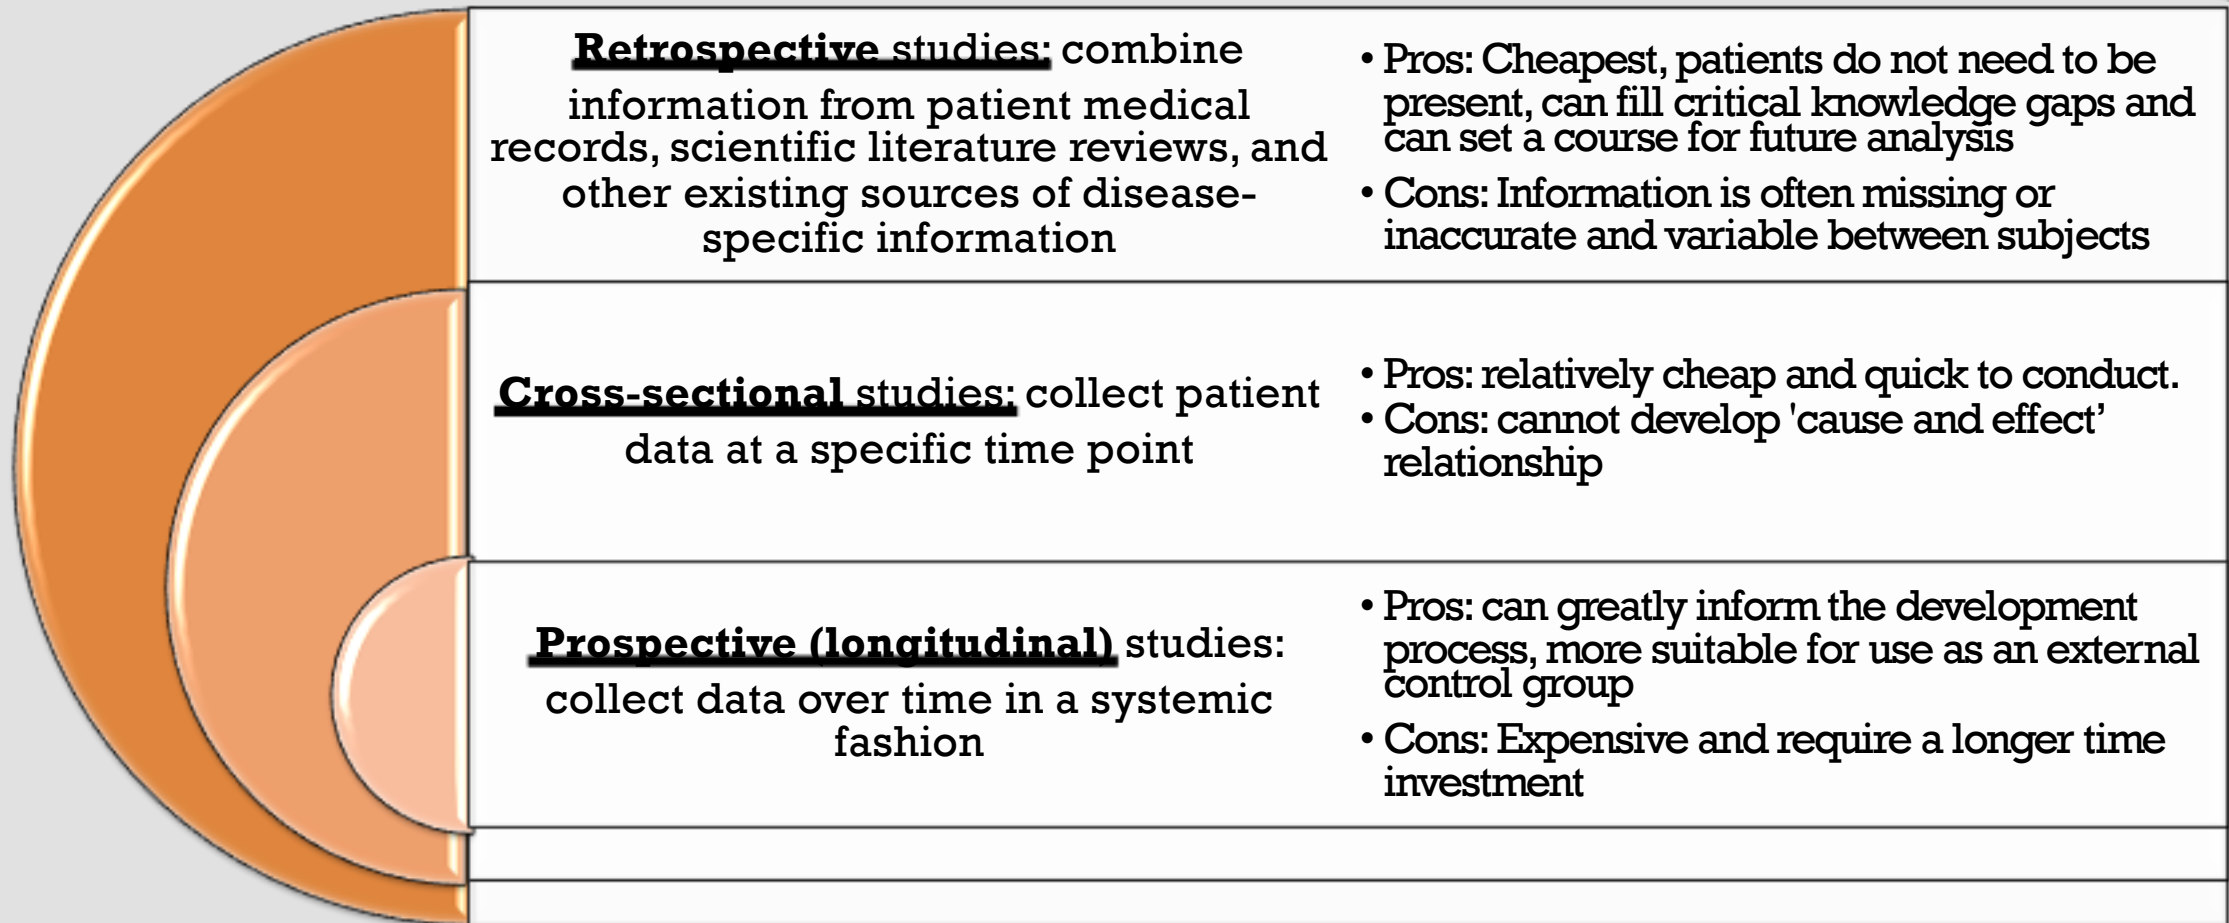 Retrospective studies: combine
information from patient medical
records, scientific literature reviews, and
other existing sources of disease-
specific information
• Pros: Cheapest, patients do not need to be
present, can fill critical knowledge gaps and
can set a course for future analysis
• Cons: Information is often missing or
inaccurate and variable between subjects
Cross-sectional studies: collect patient
data at a specific time point
• Pros: relatively cheap and quick to conduct.
• Cons: cannot develop 'cause and effect’
relationship
Prospective (longitudinal) studies:
collect data over time in a systemic
fashion
• Pros: can greatly inform the development
process, more suitable for use as an external
control group
• Cons: Expensive and require a longer time
investment